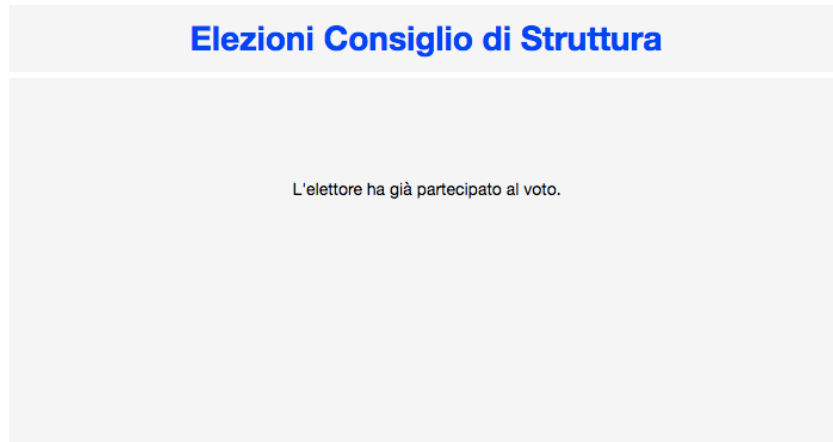 Elezioni Consiglio di Struttura
L'elettore ha già partecipato al voto.